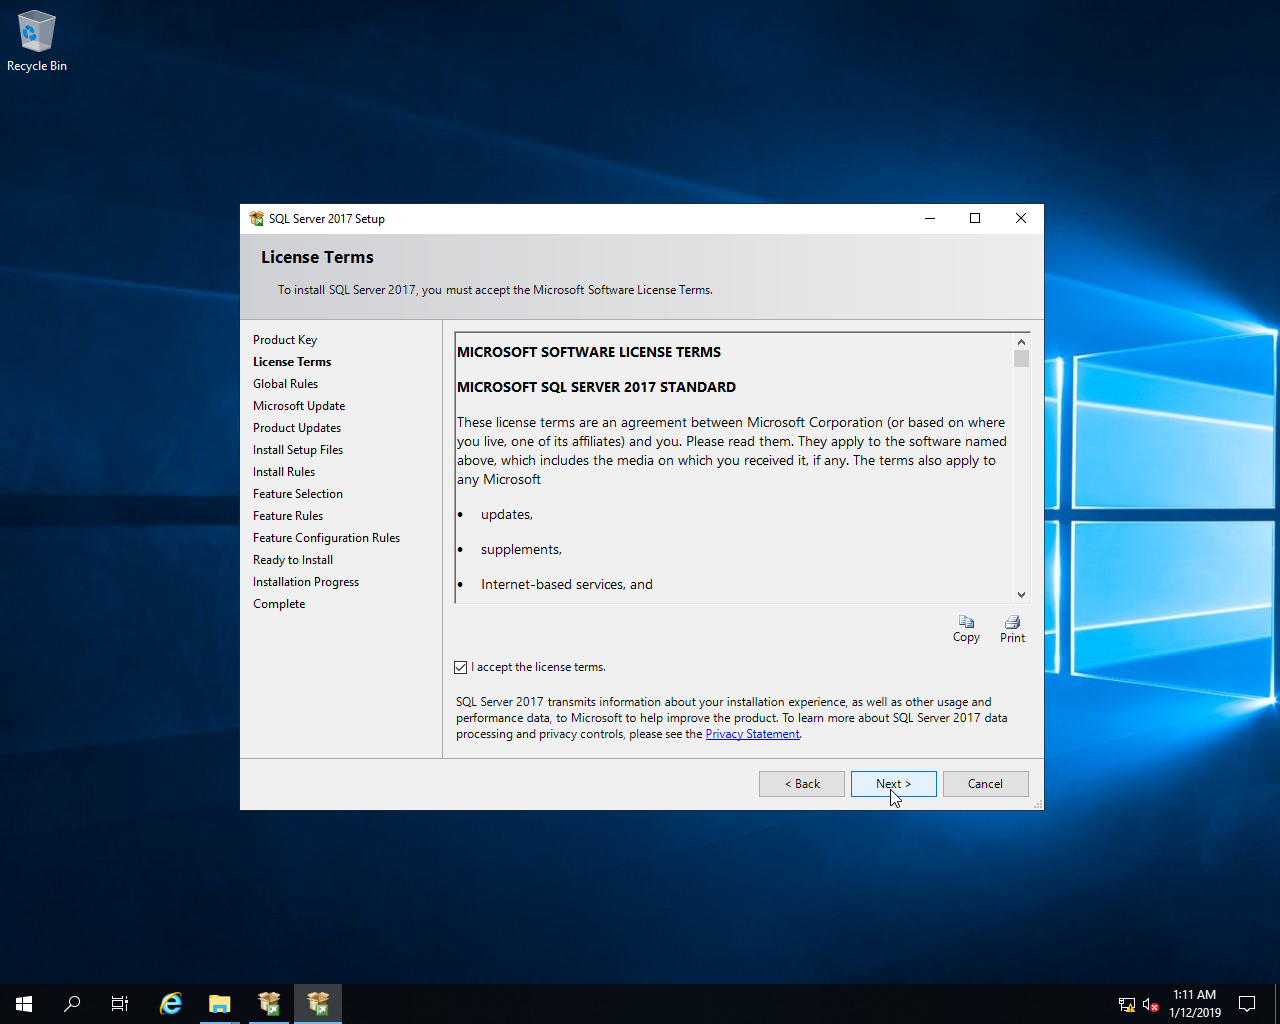 Recycle Bin
SQL Server 2017 Setup
License Terms
To install SQL Server 2017, you must accept the Microsoft Software License Terms.
Product Key
License Terms
Global Rules
Microsoft Update
Product Updates
Install Setup Files
Install Rules
Feature Selection
Feature Rules
Feature Configuration Rules
Ready to Install
Installation Progress
Complete
MICROSOFT SOFTWARE LICENSE TERMS
MICROSOFT SQL SERVER 2017 STANDARD
These license terms are an agreement between Microsoft Corporation (or based on where
you live, one of its affiliates) and you. Please read them. They apply to the software named
above, which includes the media on which you received it, if any. The terms also apply to
any Microsoft
• updates,
• supplements,
• Internet-based services, and
Copy Print
I accept the license terms.
SQL Server 2017 transmits information about your installation experience, as well as other usage and
performance data, to Microsoft to help improve the product. To learn more about SQL Server 2017 data
processing and privacy controls, please see the Privacy Statement.
< Back Next > Cancel
1:11 AM
1/12/2019